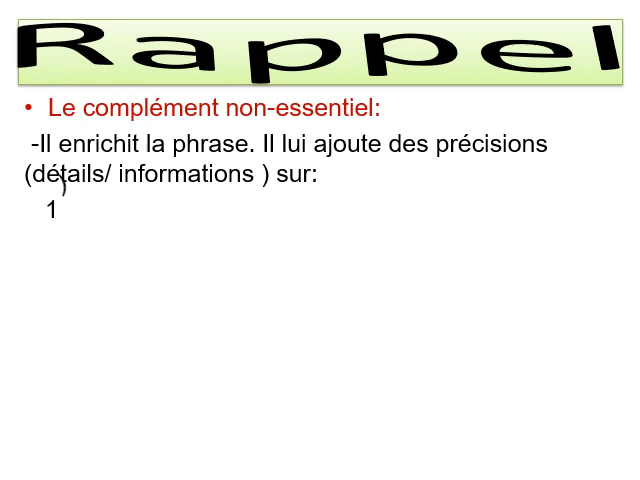 Rappel
• Le complément non-essentiel:
-Il enrichit la phrase. Il lui ajoute des précisions
(détails/ informations ) sur:
)
1